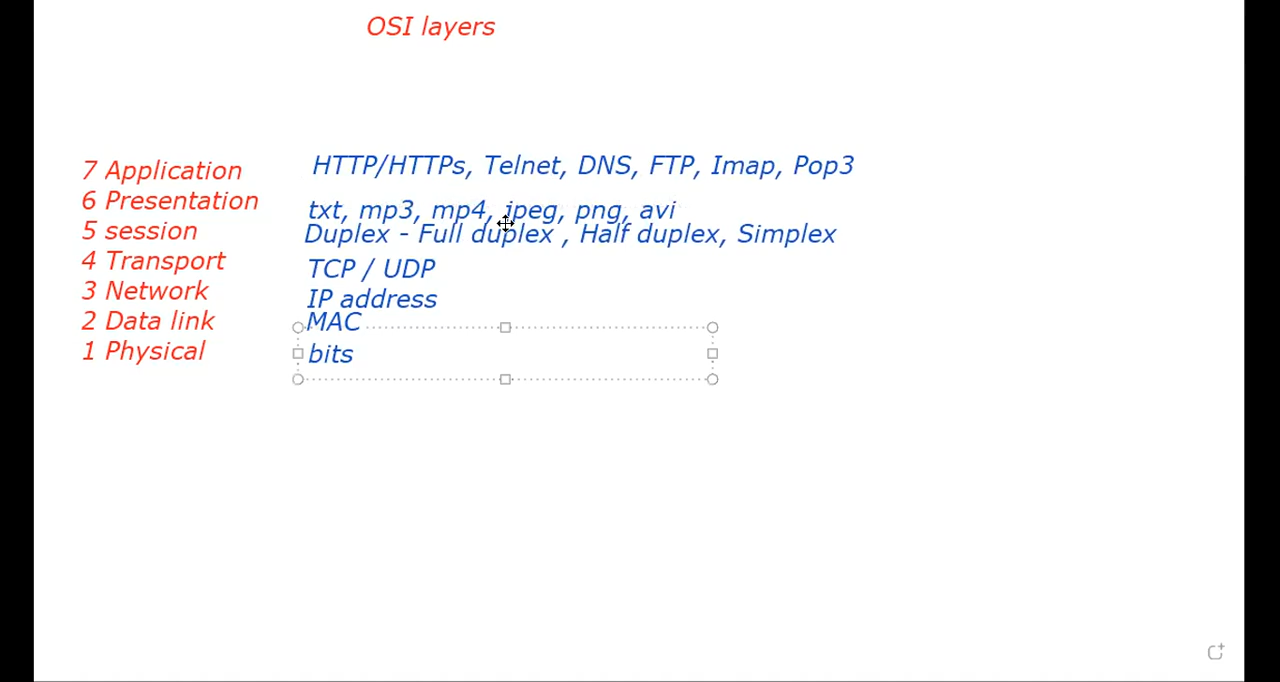 OSI layers
7 Application
HTTP/HTTPs, Telnet, DNS, FTP, Imap, Pop3
6 Presentation
txt, mp3, mp4, jpeg, png, avi
5 session
Duplex - Full duplex , Half duplex, Simplex
4 Transport
TCP / UDP
3 Network
IP address
2 Data link
MAC
1 Physical
bits